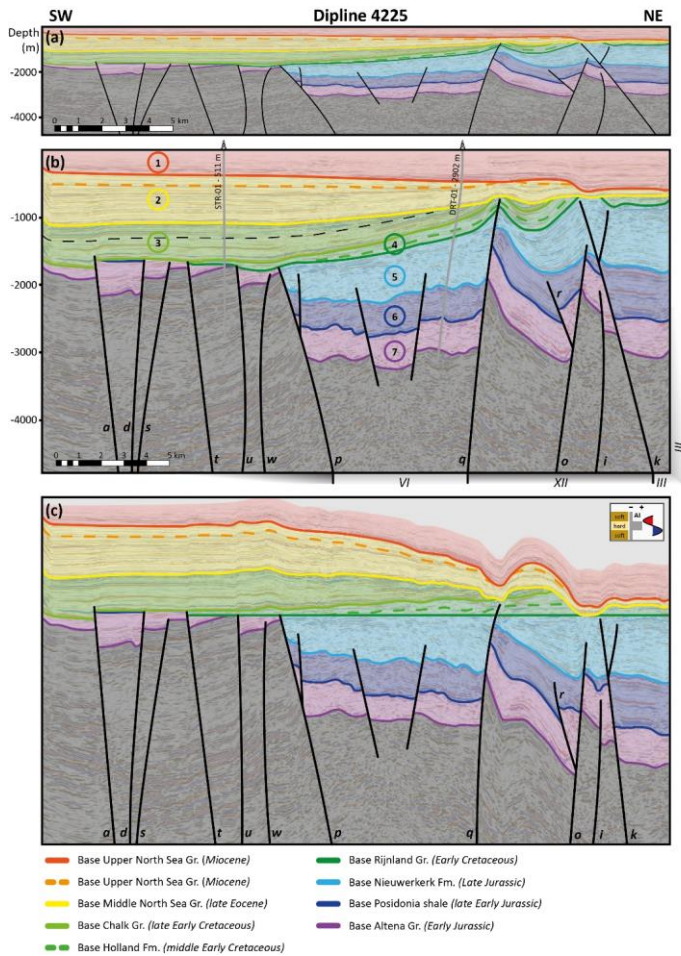 SW Dipline 4225 NE
Depth
(m)
(a)
-2000
-4000
0 1 2 3 4 5 km
(b)
1
2
3
4
5
6
7
STR-01 - 511 m
DRT-01 - 2902 m
-1000
-2000
-3000
-4000
r
0 1 2 3 4 5 km
a d s t u w p q o i k
VI XII III
III
(c)
- +
AI
soft
hard
soft
r
a d s t u w p q o i k
Base Upper North Sea Gr. (Miocene)
Base Upper North Sea Gr. (Miocene)
Base Middle North Sea Gr. (late Eocene)
Base Chalk Gr. (late Early Cretaceous)
Base Holland Fm. (middle Early Cretaceous)
Base Rijnland Gr. (Early Cretaceous)
Base Nieuwerkerk Fm. (Late Jurassic)
Base Posidonia shale (late Early Jurassic)
Base Altena Gr. (Early Jurassic)